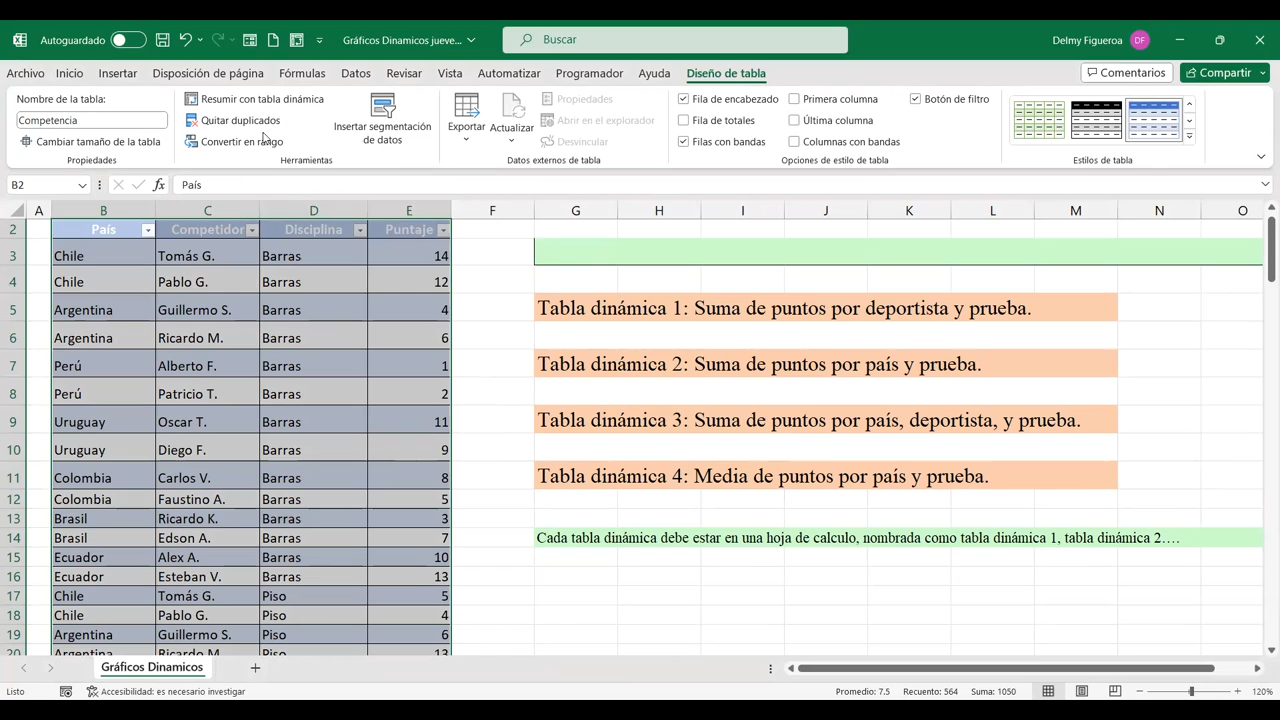 Autoguardado
Gráficos Dinamicos jueve...
Buscar
Delmy Figueroa
DF
Archivo Inicio Insertar Disposición de página Fórmulas Datos Revisar Vista Automatizar Programador Ayuda Diseño de tabla
Comentarios
Compartir
Nombre de la tabla:
Competencia
Cambiar tamaño de la tabla
Propiedades
Resumir con tabla dinámica
Quitar duplicados
Convertir en rango
Herramientas
Insertar segmentación
de datos
Exportar
Actualizar
Propiedades
Abrir en el explorador
Desvincular
Datos externos de tabla
Fila de encabezado
Fila de totales
Filas con bandas
Primera columna
Última columna
Columnas con bandas
Botón de filtro
Opciones de estilo de tabla
Estilos de tabla
B2
fx
País
A B C D E F G H I J K L M N O
2 País Competidor Disciplina Puntaje
3 Chile Tomás G. Barras 14
4 Chile Pablo G. Barras 12
5 Argentina Guillermo S. Barras 4 Tabla dinámica 1: Suma de puntos por deportista y prueba.
6 Argentina Ricardo M. Barras 6
7 Perú Alberto F. Barras 1 Tabla dinámica 2: Suma de puntos por país y prueba.
8 Perú Patricio T. Barras 2
9 Uruguay Oscar T. Barras 11 Tabla dinámica 3: Suma de puntos por país, deportista, y prueba.
10 Uruguay Diego F. Barras 9
11 Colombia Carlos V. Barras 8 Tabla dinámica 4: Media de puntos por país y prueba.
12 Colombia Faustino A. Barras 5
13 Brasil Ricardo K. Barras 3
14 Brasil Edson A. Barras 7 Cada tabla dinámica debe estar en una hoja de calculo, nombrada como tabla dinámica 1, tabla dinámica 2….
15 Ecuador Alex A. Barras 10
16 Ecuador Esteban V. Barras 13
17 Chile Tomás G. Piso 5
18 Chile Pablo G. Piso 4
19 Argentina Guillermo S. Piso 6
20 Argentina Ricardo M. Piso 13
Gráficos Dinamicos
Listo
Accesibilidad: es necesario investigar
Promedio: 7.5 Recuento: 564 Suma: 1050
120%